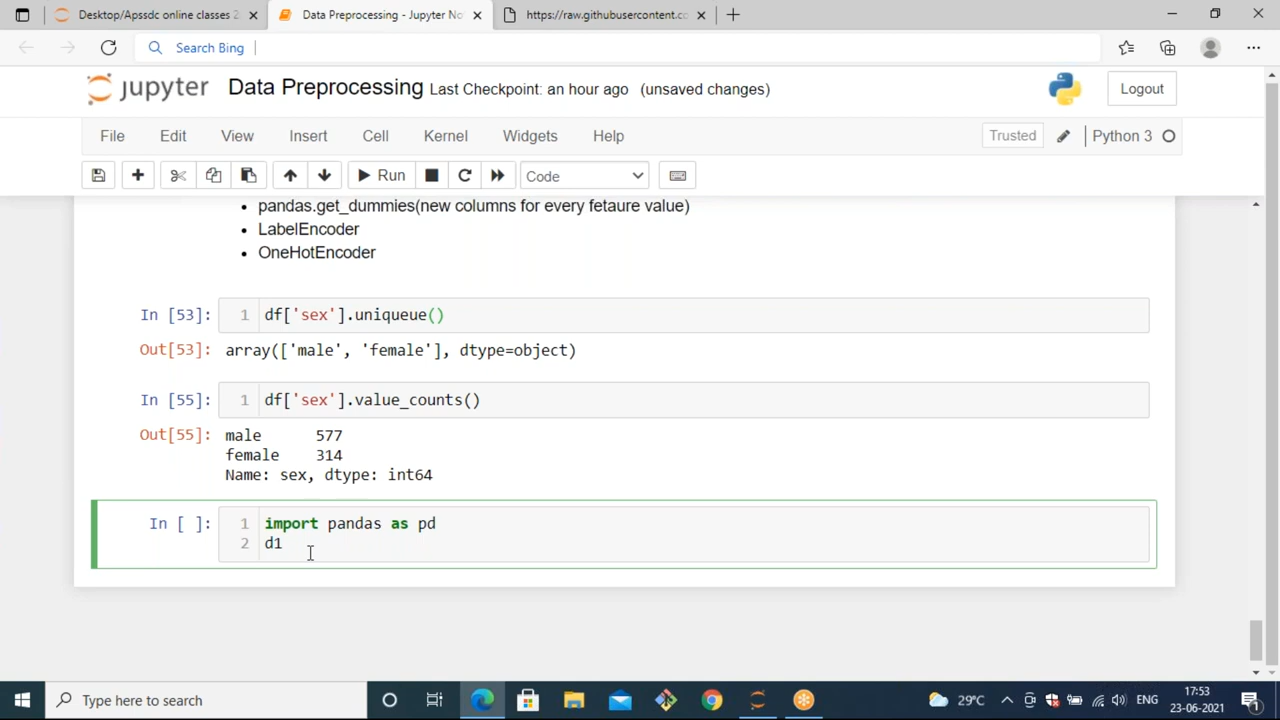 Desktop/Apssdc online classes 2
Data Preprocessing - Jupyter No
https://raw.githubusercontent.co
Search Bing
jupyter Data Preprocessing Last Checkpoint: an hour ago (unsaved changes) Logout
File Edit View Insert Cell Kernel Widgets Help Trusted Python 3
Run Code
• pandas.get_dummies(new columns for every fetaure value)
• LabelEncoder
• OneHotEncoder
In [53]: 1 df['sex'].uniqueue()
Out[53]: array(['male', 'female'], dtype=object)
In [55]: 1 df['sex'].value_counts()
Out[55]: male 577
female 314
Name: sex, dtype: int64
In [ ]: 1 import pandas as pd
2 d1
Type here to search 29°C ENG 17:53
23-06-2021 1